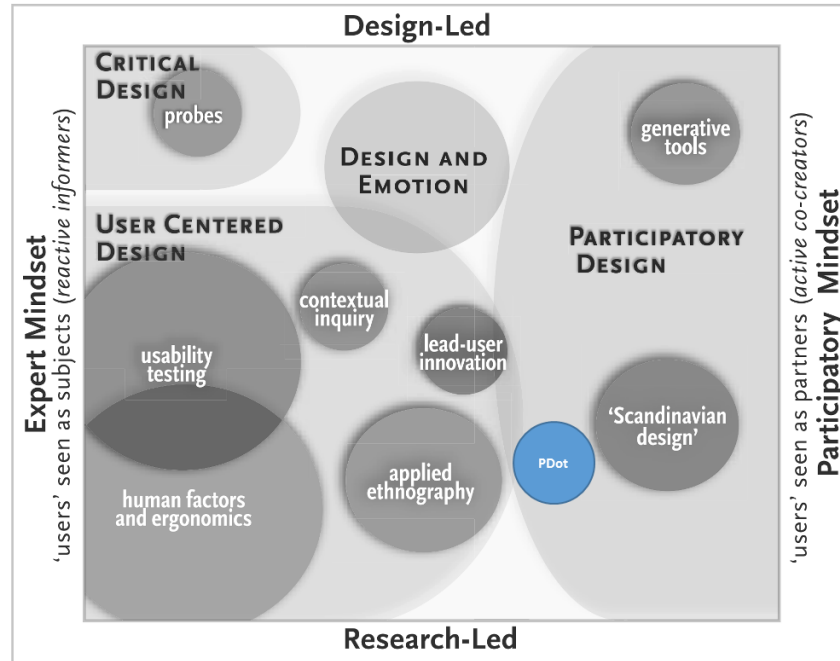 Design-Led
CRITICAL
DESIGN
probes
generative
tools
DESIGN AND
EMOTION
USER CENTERED
DESIGN
PARTICIPATORY
DESIGN
contextual
inquiry
lead-user
innovation
usability
testing
'Scandinavian
design'
PDot
applied
ethnography
human factors
and ergonomics
Expert Mindset
'users' seen as subjects (reactive informers)
'users' seen as partners (active co-creators)
Participatory Mindset
Research-Led